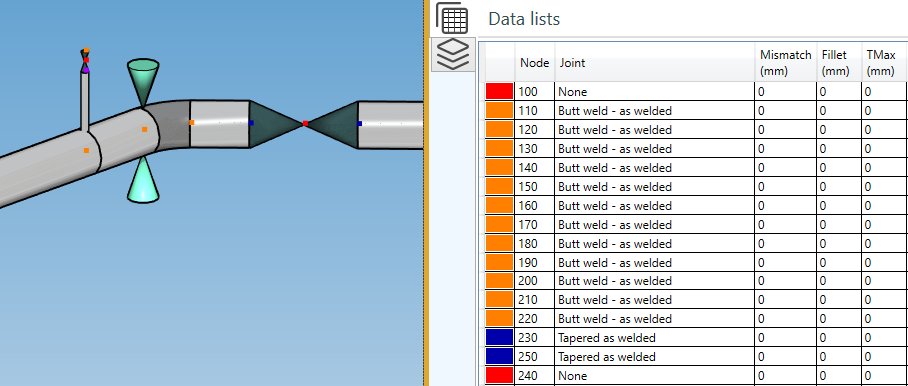 Data lists
Node Joint Mismatch (mm) Fillet (mm) TMax (mm)
100 None 0 0 0
110 Butt weld - as welded 0 0 0
120 Butt weld - as welded 0 0 0
130 Butt weld - as welded 0 0 0
140 Butt weld - as welded 0 0 0
150 Butt weld - as welded 0 0 0
160 Butt weld - as welded 0 0 0
170 Butt weld - as welded 0 0 0
180 Butt weld - as welded 0 0 0
190 Butt weld - as welded 0 0 0
200 Butt weld - as welded 0 0 0
210 Butt weld - as welded 0 0 0
220 Butt weld - as welded 0 0 0
230 Tapered as welded 0 0 0
250 Tapered as welded 0 0 0
240 None 0 0 0